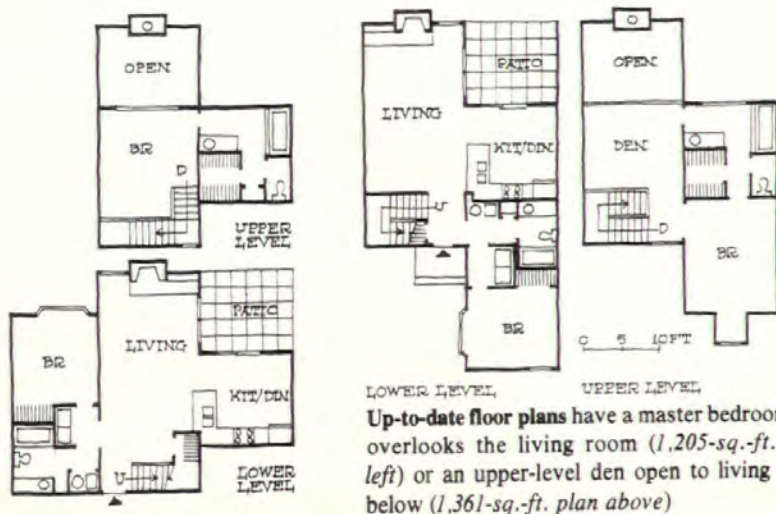 OPEN
BR
D
UPPER
LEVEL
BR
LIVING
PATIO
KIT/DIN
U
LOWER
LEVEL
LIVING
PATIO
KIT/DIN
U
BR
LOWER LEVEL
OPEN
DEN
D
BR
0 5 10 FT
UPPER LEVEL
Up-to-date floor plans have a master bedroom
overlooks the living room (1,205-sq.-ft.
left) or an upper-level den open to living
below (1,361-sq.-ft. plan above)